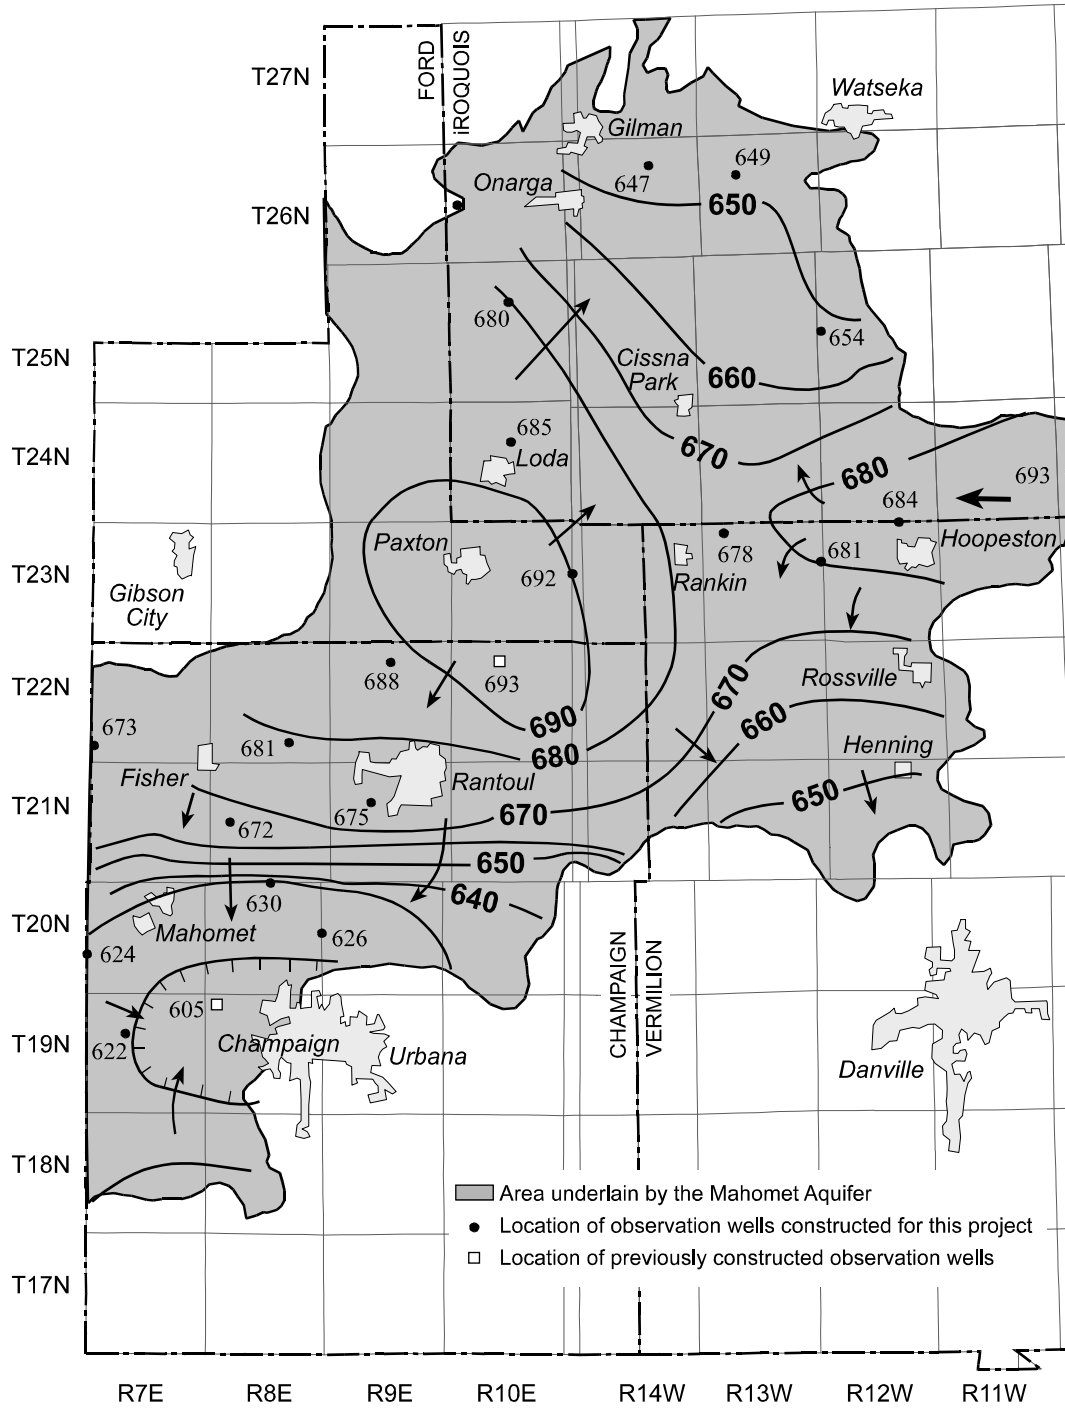 T27N
FORD
IROQUOIS
Watseka
Gilman
649
647
Onarga
650
T26N
680
654
T25N
Cissna
Park
660
685
Loda
T24N
670
680
693
684
Paxton
Hoopeston
678
681
692
Rankin
T23N
Gibson
City
688
693
T22N
Rossville
670
690
660
673
681
680
Henning
Fisher
Rantoul
650
T21N
675
670
672
650
630
640
T20N
Mahomet
626
624
CHAMPAIGN
VERMILION
605
622
Champaign
Urbana
T19N
Danville
T18N
Area underlain by the Mahomet Aquifer
Location of observation wells constructed for this project
Location of previously constructed observation wells
T17N
R7E R8E R9E R10E R14W R13W R12W R11W